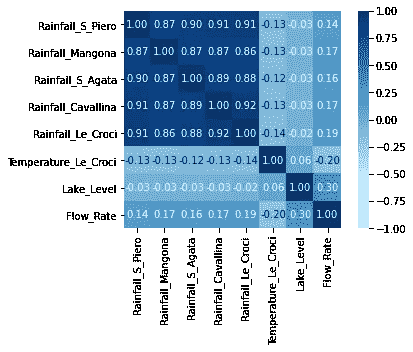 Rainfall_S_Piero 1.00 0.87 0.90 0.91 0.91 -0.13 -0.03 0.14
Rainfall_Mangona 0.87 1.00 0.87 0.87 0.86 -0.13 -0.03 0.17
Rainfall_S_Agata 0.90 0.87 1.00 0.89 0.88 -0.12 -0.03 0.16
Rainfall_Cavallina 0.91 0.87 0.89 1.00 0.92 -0.13 -0.03 0.17
Rainfall_Le_Croci 0.91 0.86 0.88 0.92 1.00 -0.14 -0.02 0.19
Temperature_Le_Croci -0.13 -0.13 -0.12 -0.13 -0.14 1.00 0.06 -0.20
Lake_Level -0.03 -0.03 -0.03 -0.03 -0.02 0.06 1.00 0.30
Flow_Rate 0.14 0.17 0.16 0.17 0.19 -0.20 0.30 1.00
Rainfall_S_Piero
Rainfall_Mangona
Rainfall_S_Agata
Rainfall_Cavallina
Rainfall_Le_Croci
Temperature_Le_Croci
Lake_Level
Flow_Rate
1.00
0.75
0.50
0.25
0.00
-0.25
-0.50
-0.75
-1.00